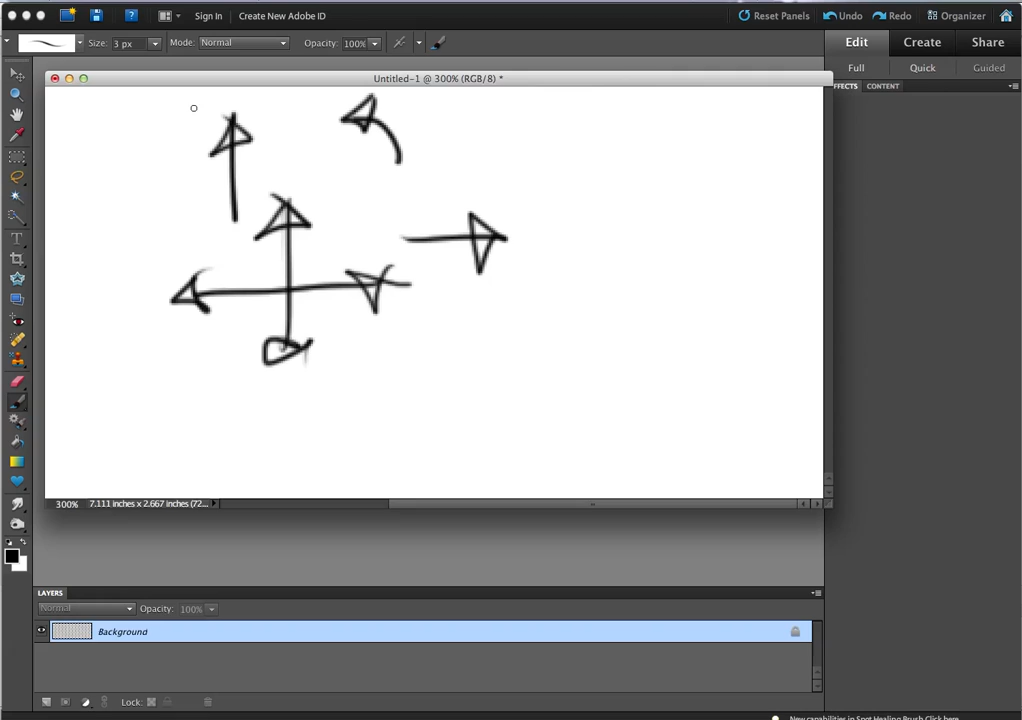 Sign In Create New Adobe ID Reset Panels Undo Redo Organizer
Size: 3 px Mode: Normal Opacity: 100% Edit Create Share
Full Quick Guided
Untitled-1 @ 300% (RGB/8) *
EFFECTS CONTENT
300% 7.111 inches x 2.667 inches (72...
LAYERS
Normal Opacity: 100%
Background
Lock:
New capabilities in Spot Healing Brush Click here